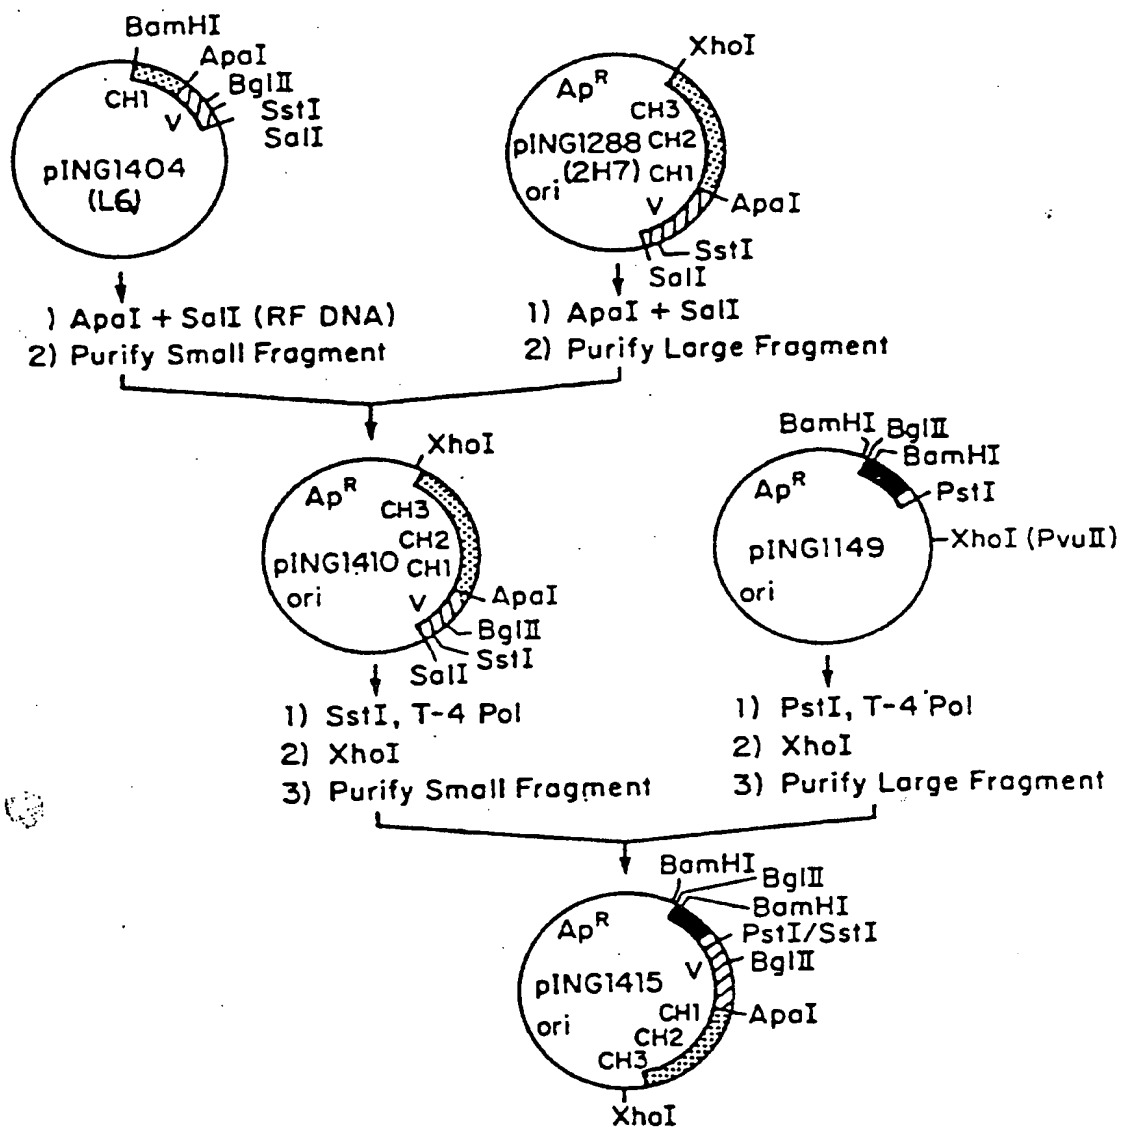 BamHI
ApaI
BglII
SstI
SalI
CH1
V
pING1404
(L6)
) ApaI + SalI (RF DNA)
2) Purify Small Fragment
XhoI
Ap^R
CH3
pING1288 CH2
(2H7) CH1
ori
V
ApaI
SstI
SalI
1) ApaI + SalI
2) Purify Large Fragment
XhoI
Ap^R
CH3
CH2
pING1410 CH1
ori
V
ApaI
BglII
SstI
SalI
1) SstI, T-4 Pol
2) XhoI
3) Purify Small Fragment
BamHI
BglII
BamHI
Ap^R
PstI
XhoI (PvuII)
pING1149
ori
1) PstI, T-4 Pol
2) XhoI
3) Purify Large Fragment
BamHI
BglII
BamHI
Ap^R
PstI/SstI
V
BglII
pING1415
CH1
ApaI
ori
CH2
CH3
XhoI